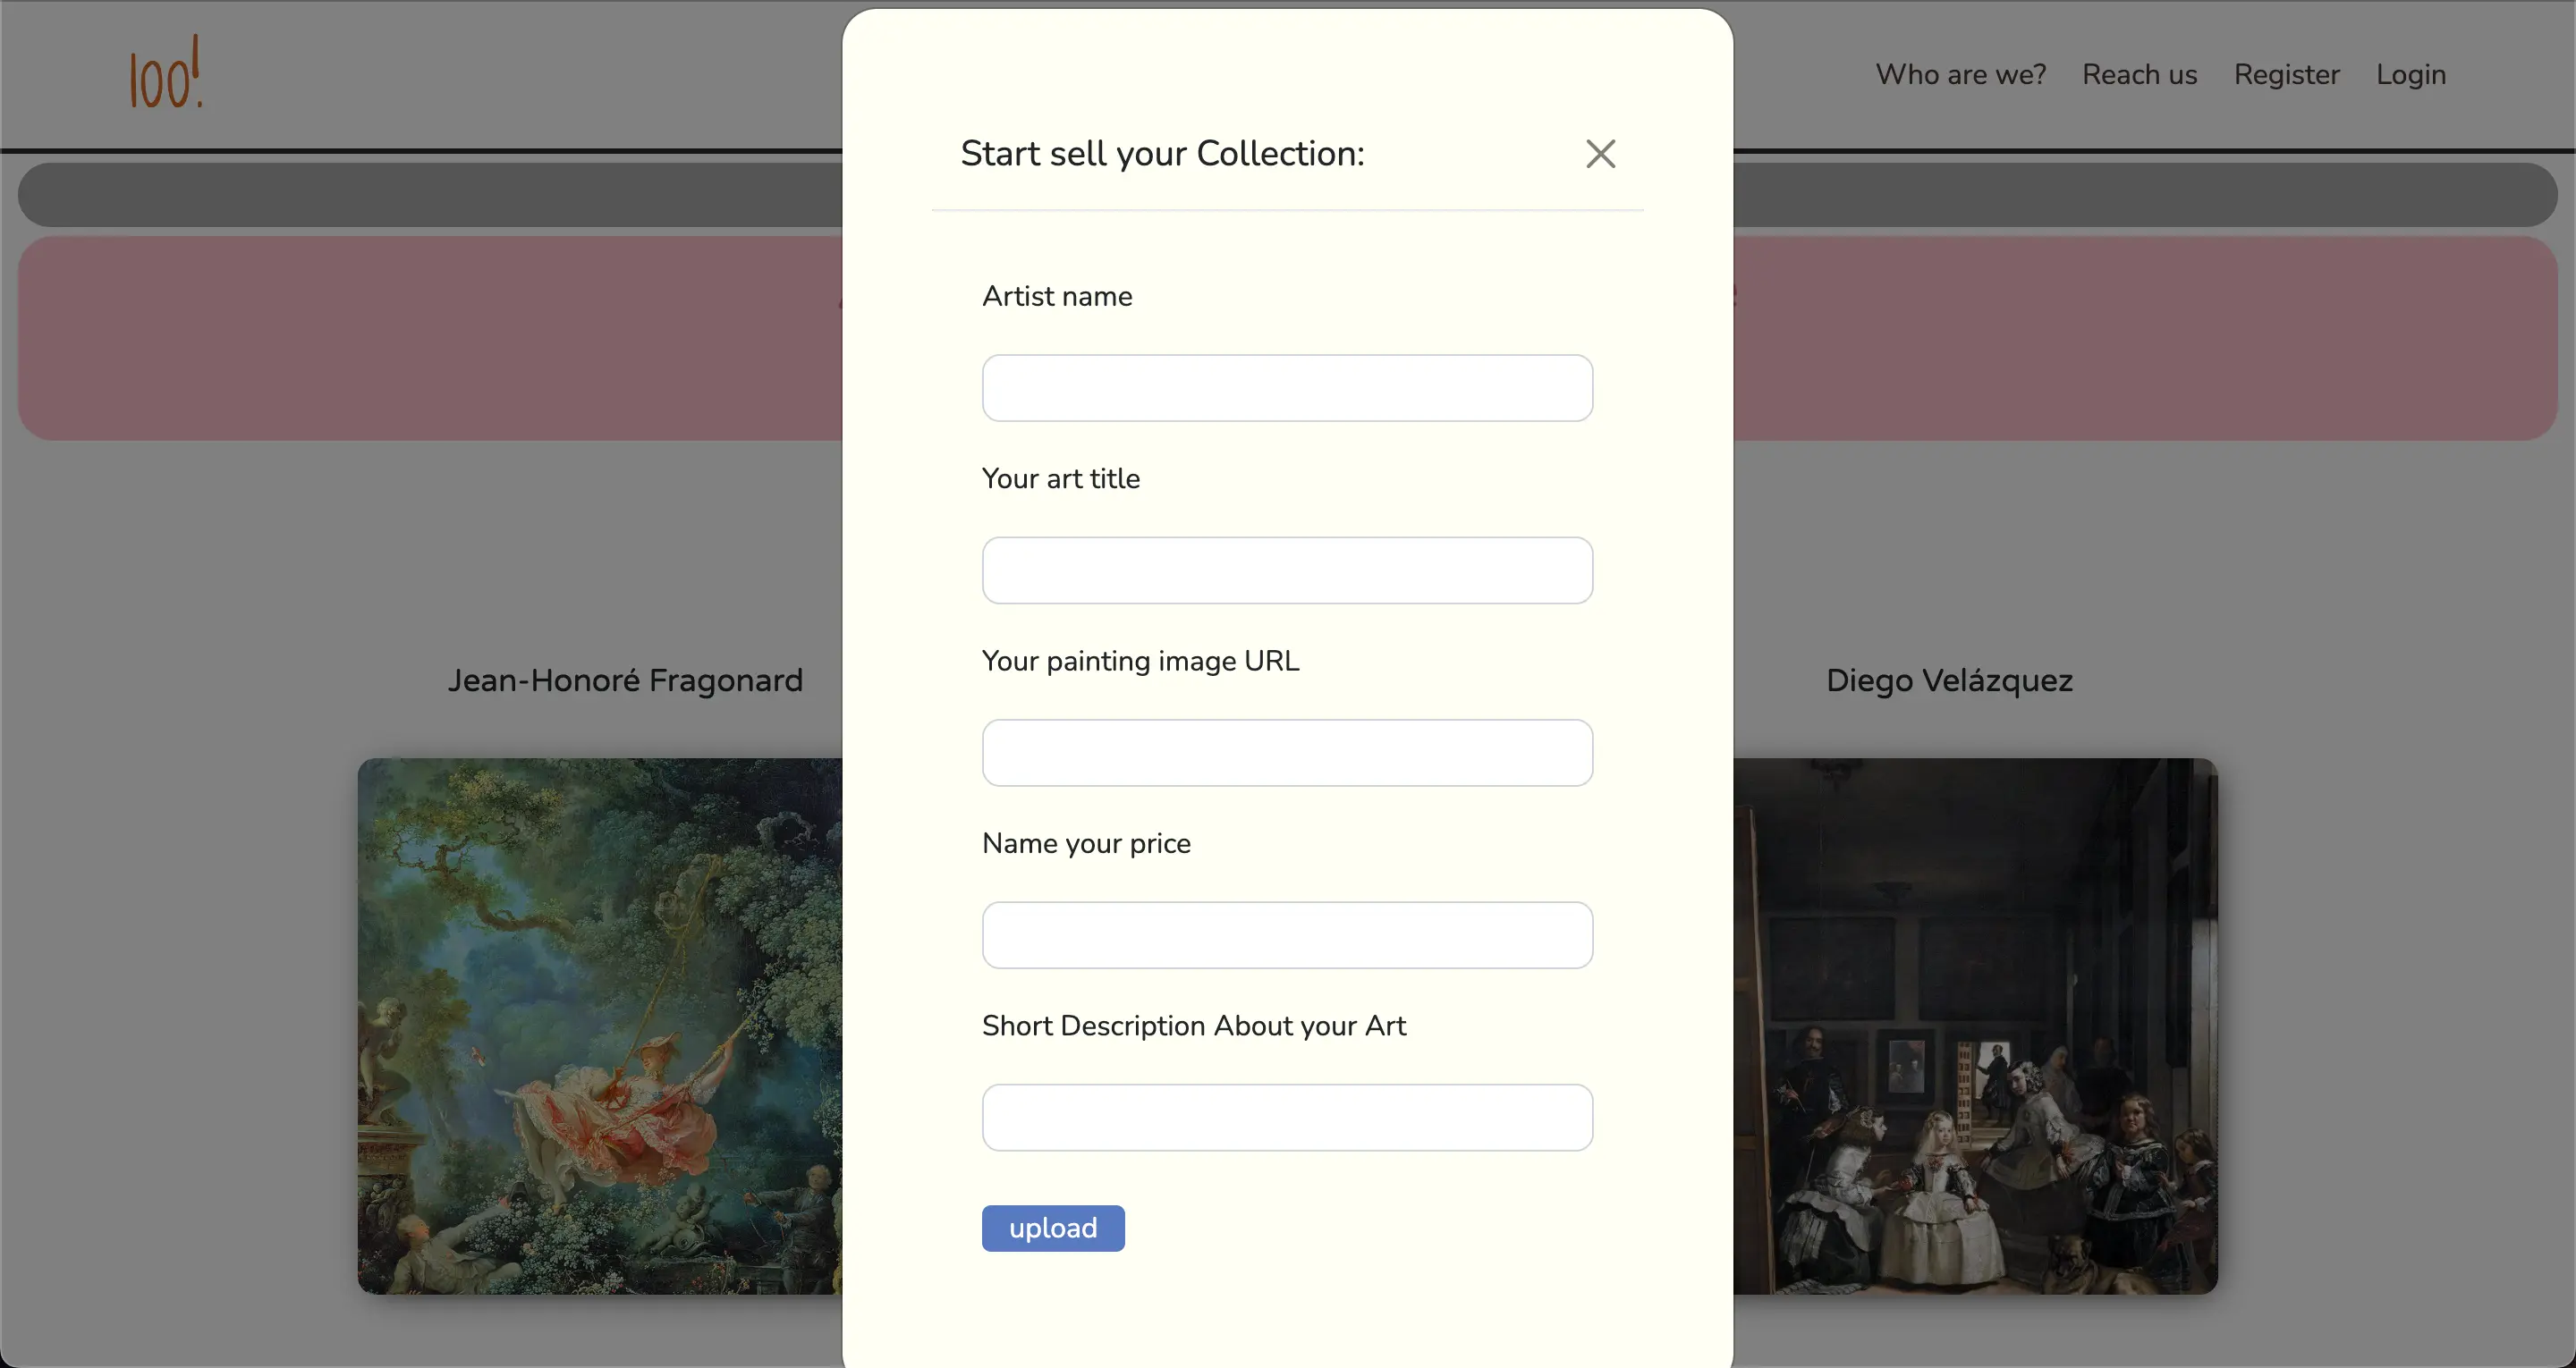 100!
Who are we? Reach us Register Login
Start sell your Collection:
Artist name
Your art title
Your painting image URL
Name your price
Short Description About your Art
upload
Jean-Honoré Fragonard
Diego Velázquez